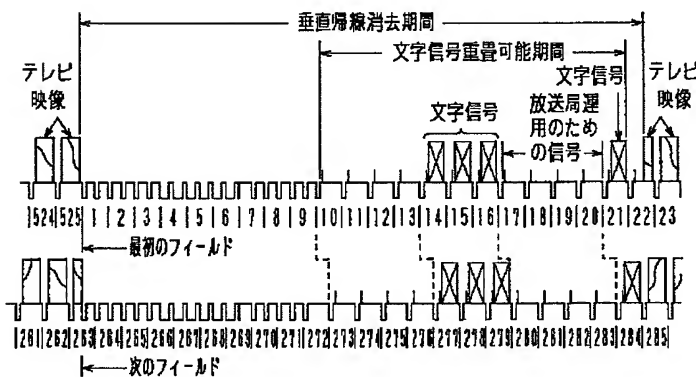 垂直帰線消去期間
文字信号重畳可能期間
テレビ
映像
文字信号
放送局運
用のため
の信号
文字信号
テレビ
映像
524 525 1 2 3 4 5 6 7 8 9 10 11 12 13 14 15 16 17 18 19 20 21 22 23
最初のフィールド
261 262 263 264 265 266 267 268 269 270 271 272 273 274 275 276 277 278 279 280 281 282 283 284 285
次のフィールド